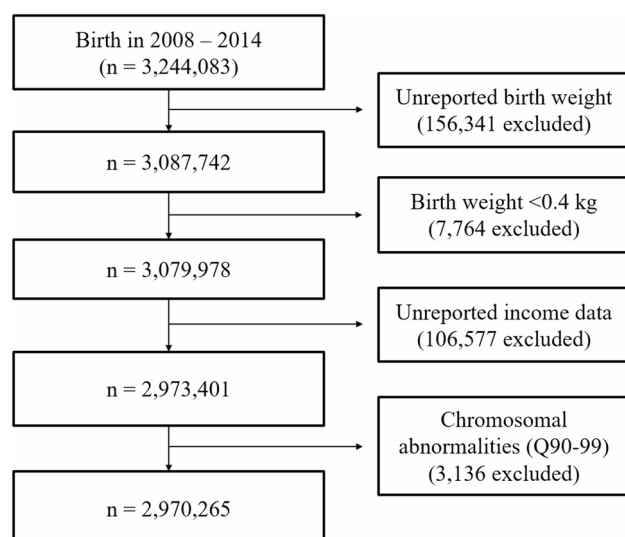 Birth in 2008 – 2014
(n = 3,244,083)
Unreported birth weight
(156,341 excluded)
n = 3,087,742
Birth weight <0.4 kg
(7,764 excluded)
n = 3,079,978
Unreported income data
(106,577 excluded)
n = 2,973,401
Chromosomal
abnormalities (Q90-99)
(3,136 excluded)
n = 2,970,265